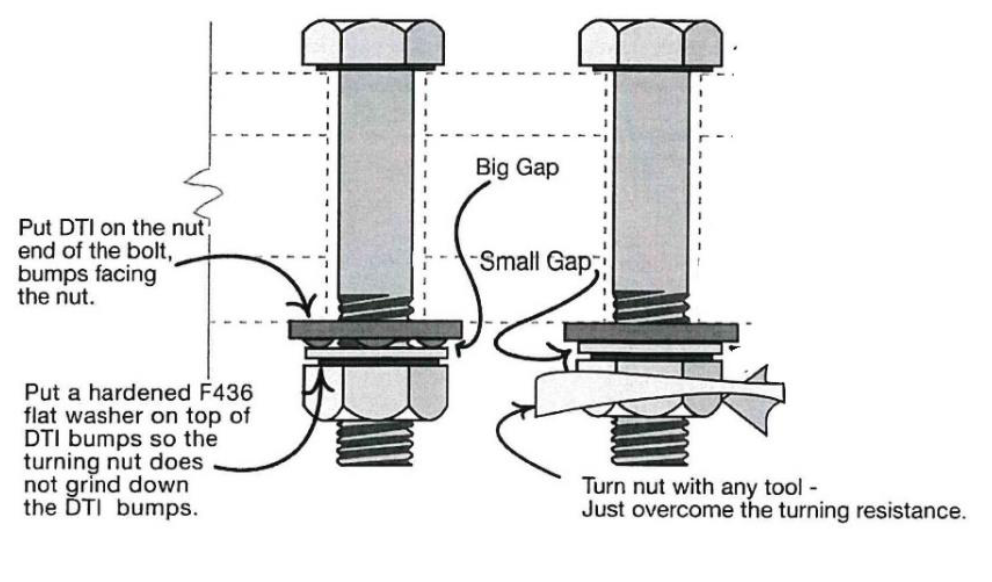 Big Gap
Put DTI on the nut
end of the bolt,
bumps facing
the nut.
Small Gap
Put a hardened F436
flat washer on top of
DTI bumps so the
turning nut does
not grind down
the DTI bumps.
Turn nut with any tool -
Just overcome the turning resistance.